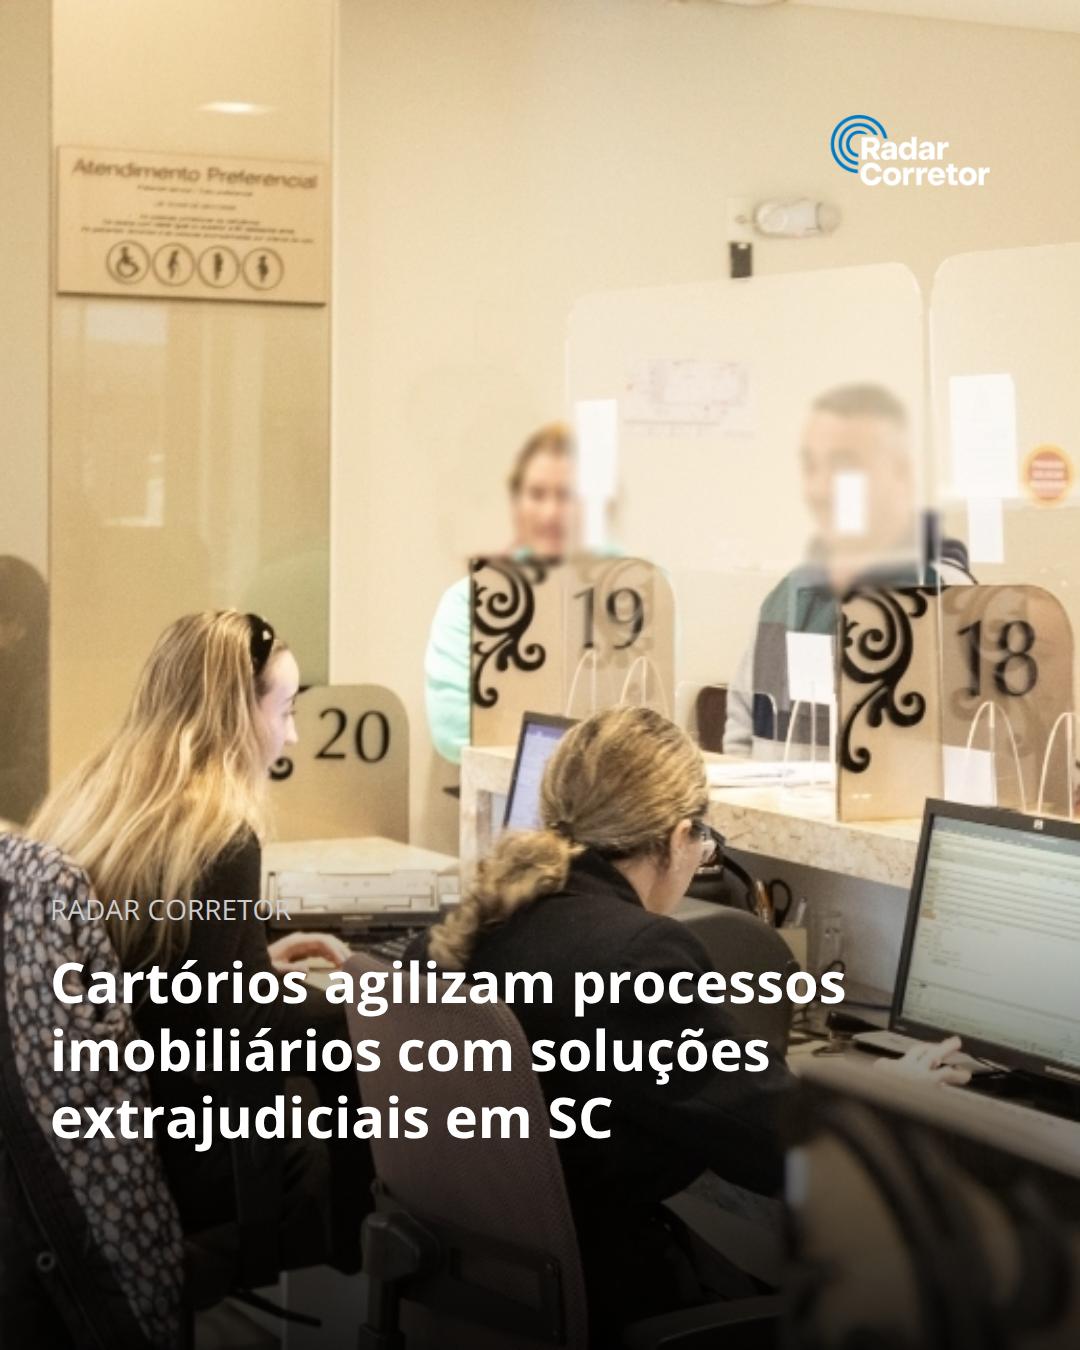 Radar
Corretor
Atendimento Preferencial
19
18
20
RADAR CORRETOR
Cartórios agilizam processos
imobiliários com soluções
extrajudiciais em SC